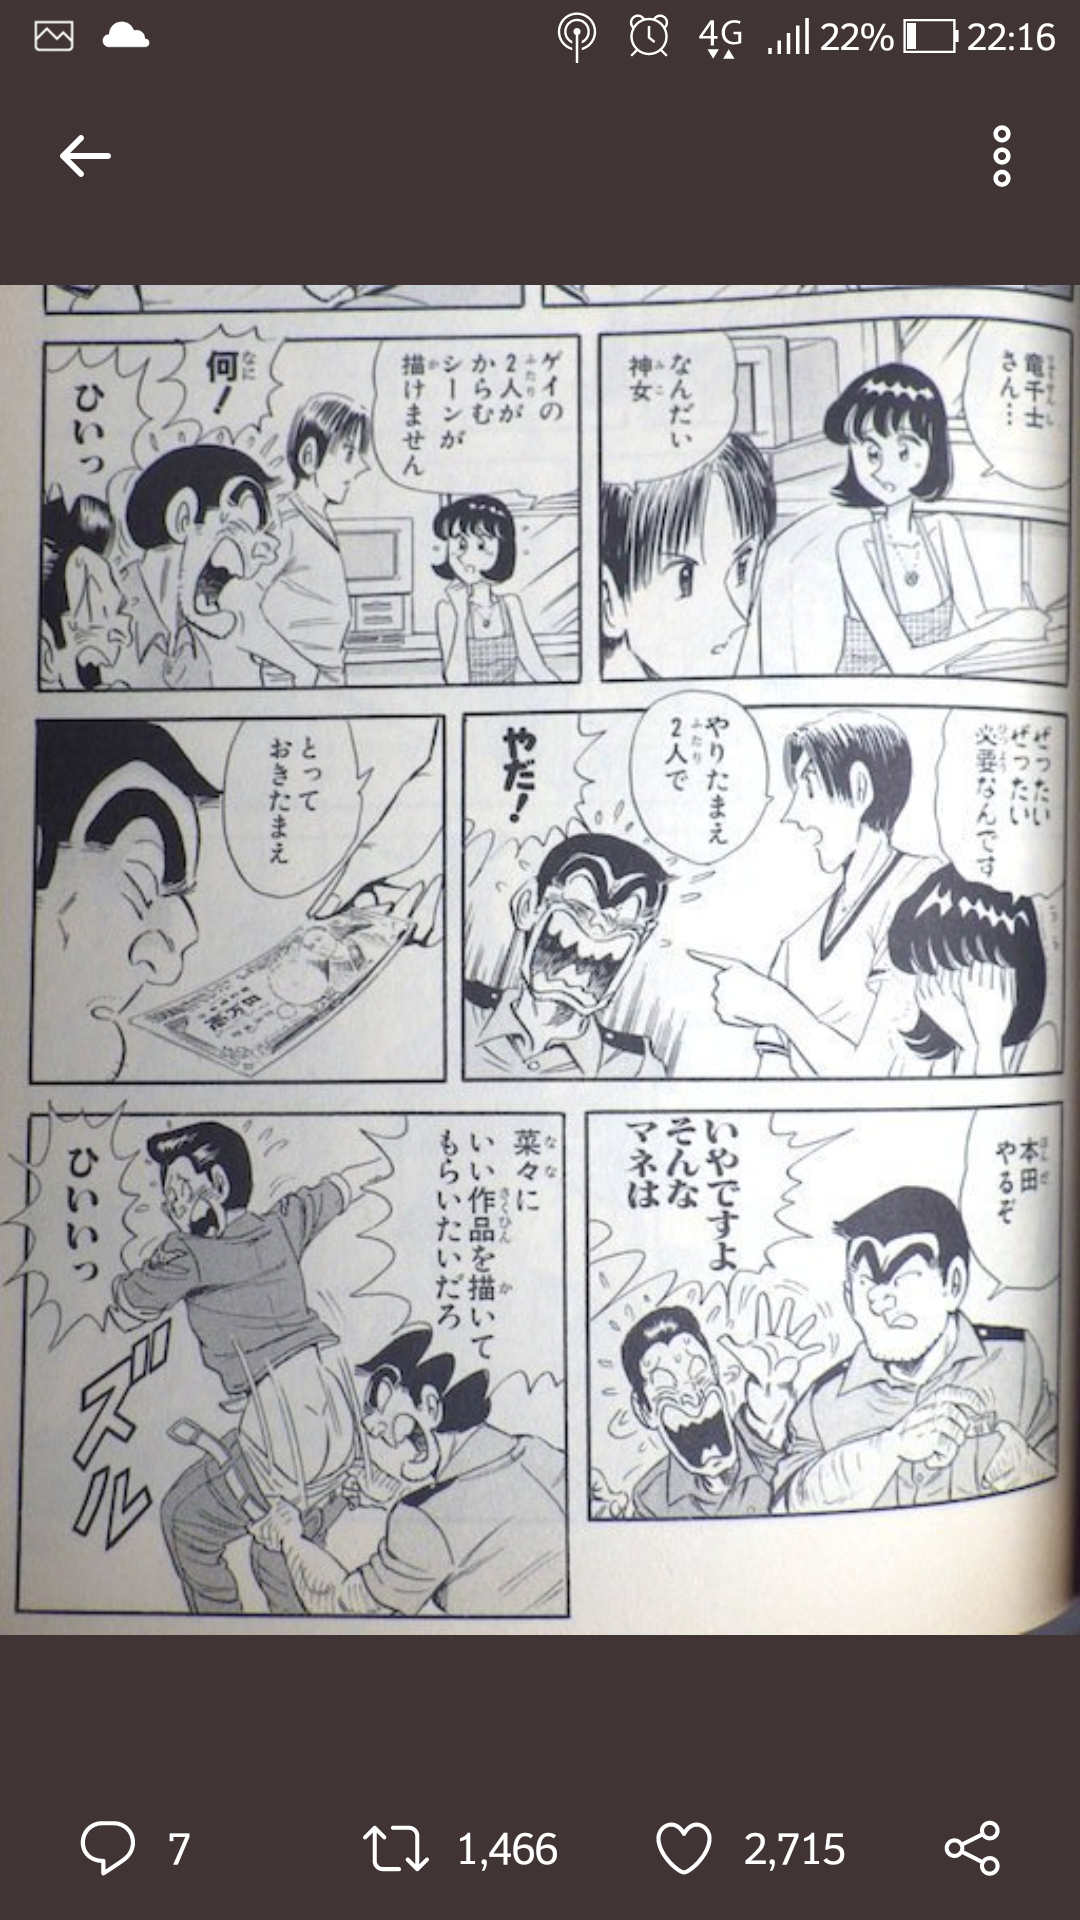 22%
22:16
4G
竜千士
さん…
なんだい
神女
ゲイの
2人が
からむ
シーンが
描けません
何!
ひいっ
ぜったい
ぜったい
必要なんです
やりたまえ
2人で
やだ!
とって
おきたまえ
本田
やるぞ
いやですよ
そんな
マネは
菜々に
いい作品を描いて
もらいたいだろ
ひいいっ
ズル
7
1,466
2,715